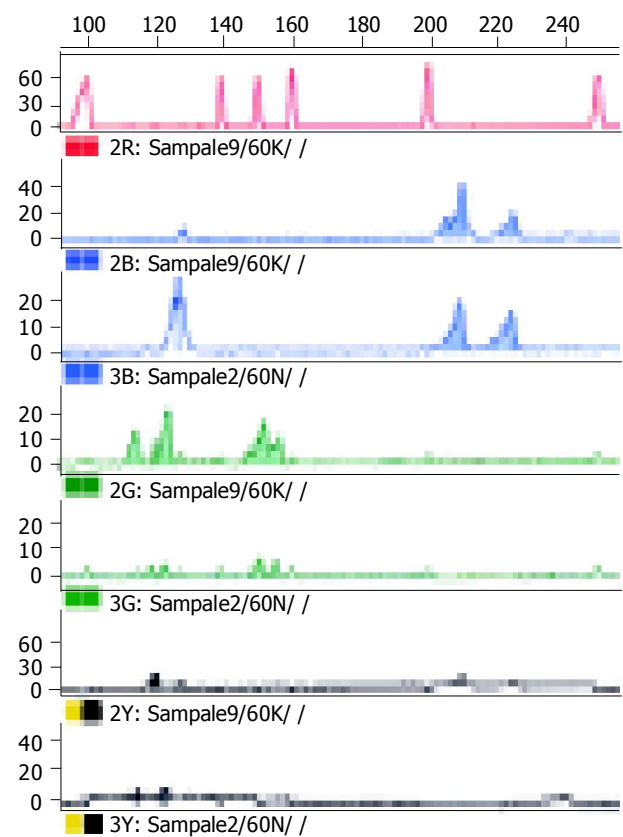 100 120 140 160 180 200 220 240
60
30
0
2R: Sampale9/60K/ /
40
20
0
2B: Sampale9/60K/ /
20
10
0
3B: Sampale2/60N/ /
20
10
0
2G: Sampale9/60K/ /
20
10
0
3G: Sampale2/60N/ /
60
30
0
2Y: Sampale9/60K/ /
40
20
0
3Y: Sampale2/60N/ /